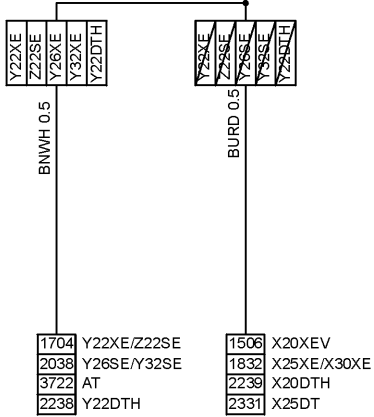 Y22XE
Z22SE
Y26XE
Y32XE
Y22DTH
Y22XE
Z22SE
Y26SE
Y32SE
Y22DTH
BNWH 0.5
BURD 0.5
1704 Y22XE/Z22SE
2038 Y26SE/Y32SE
3722 AT
2238 Y22DTH
1506 X20XEV
1832 X25XE/X30XE
2239 X20DTH
2331 X25DT